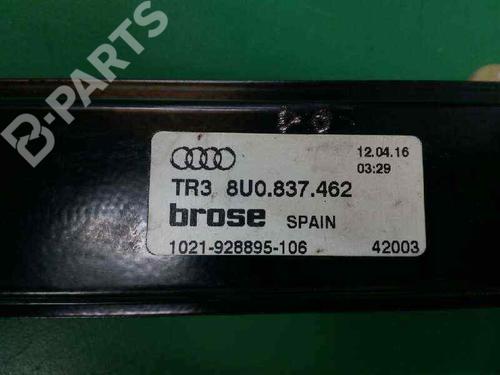 B-PARTS
12.04.16
03:29
TR3 8U0.837.462
brose SPAIN
1021-928895-106 42003